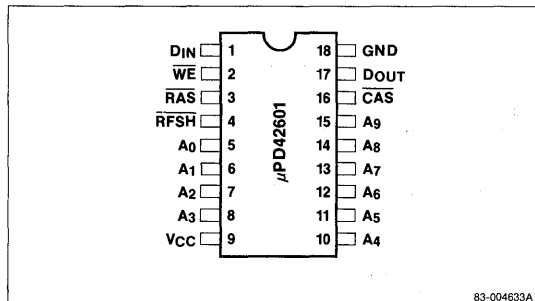 DIN 1 18 GND
WE 2 17 DOUT
RAS 3 16 CAS
RFSH 4 15 A9
A0 5 14 A8
A1 6 13 A7
A2 7 12 A6
A3 8 11 A5
VCC 9 10 A4
μPD42601
83-004633A